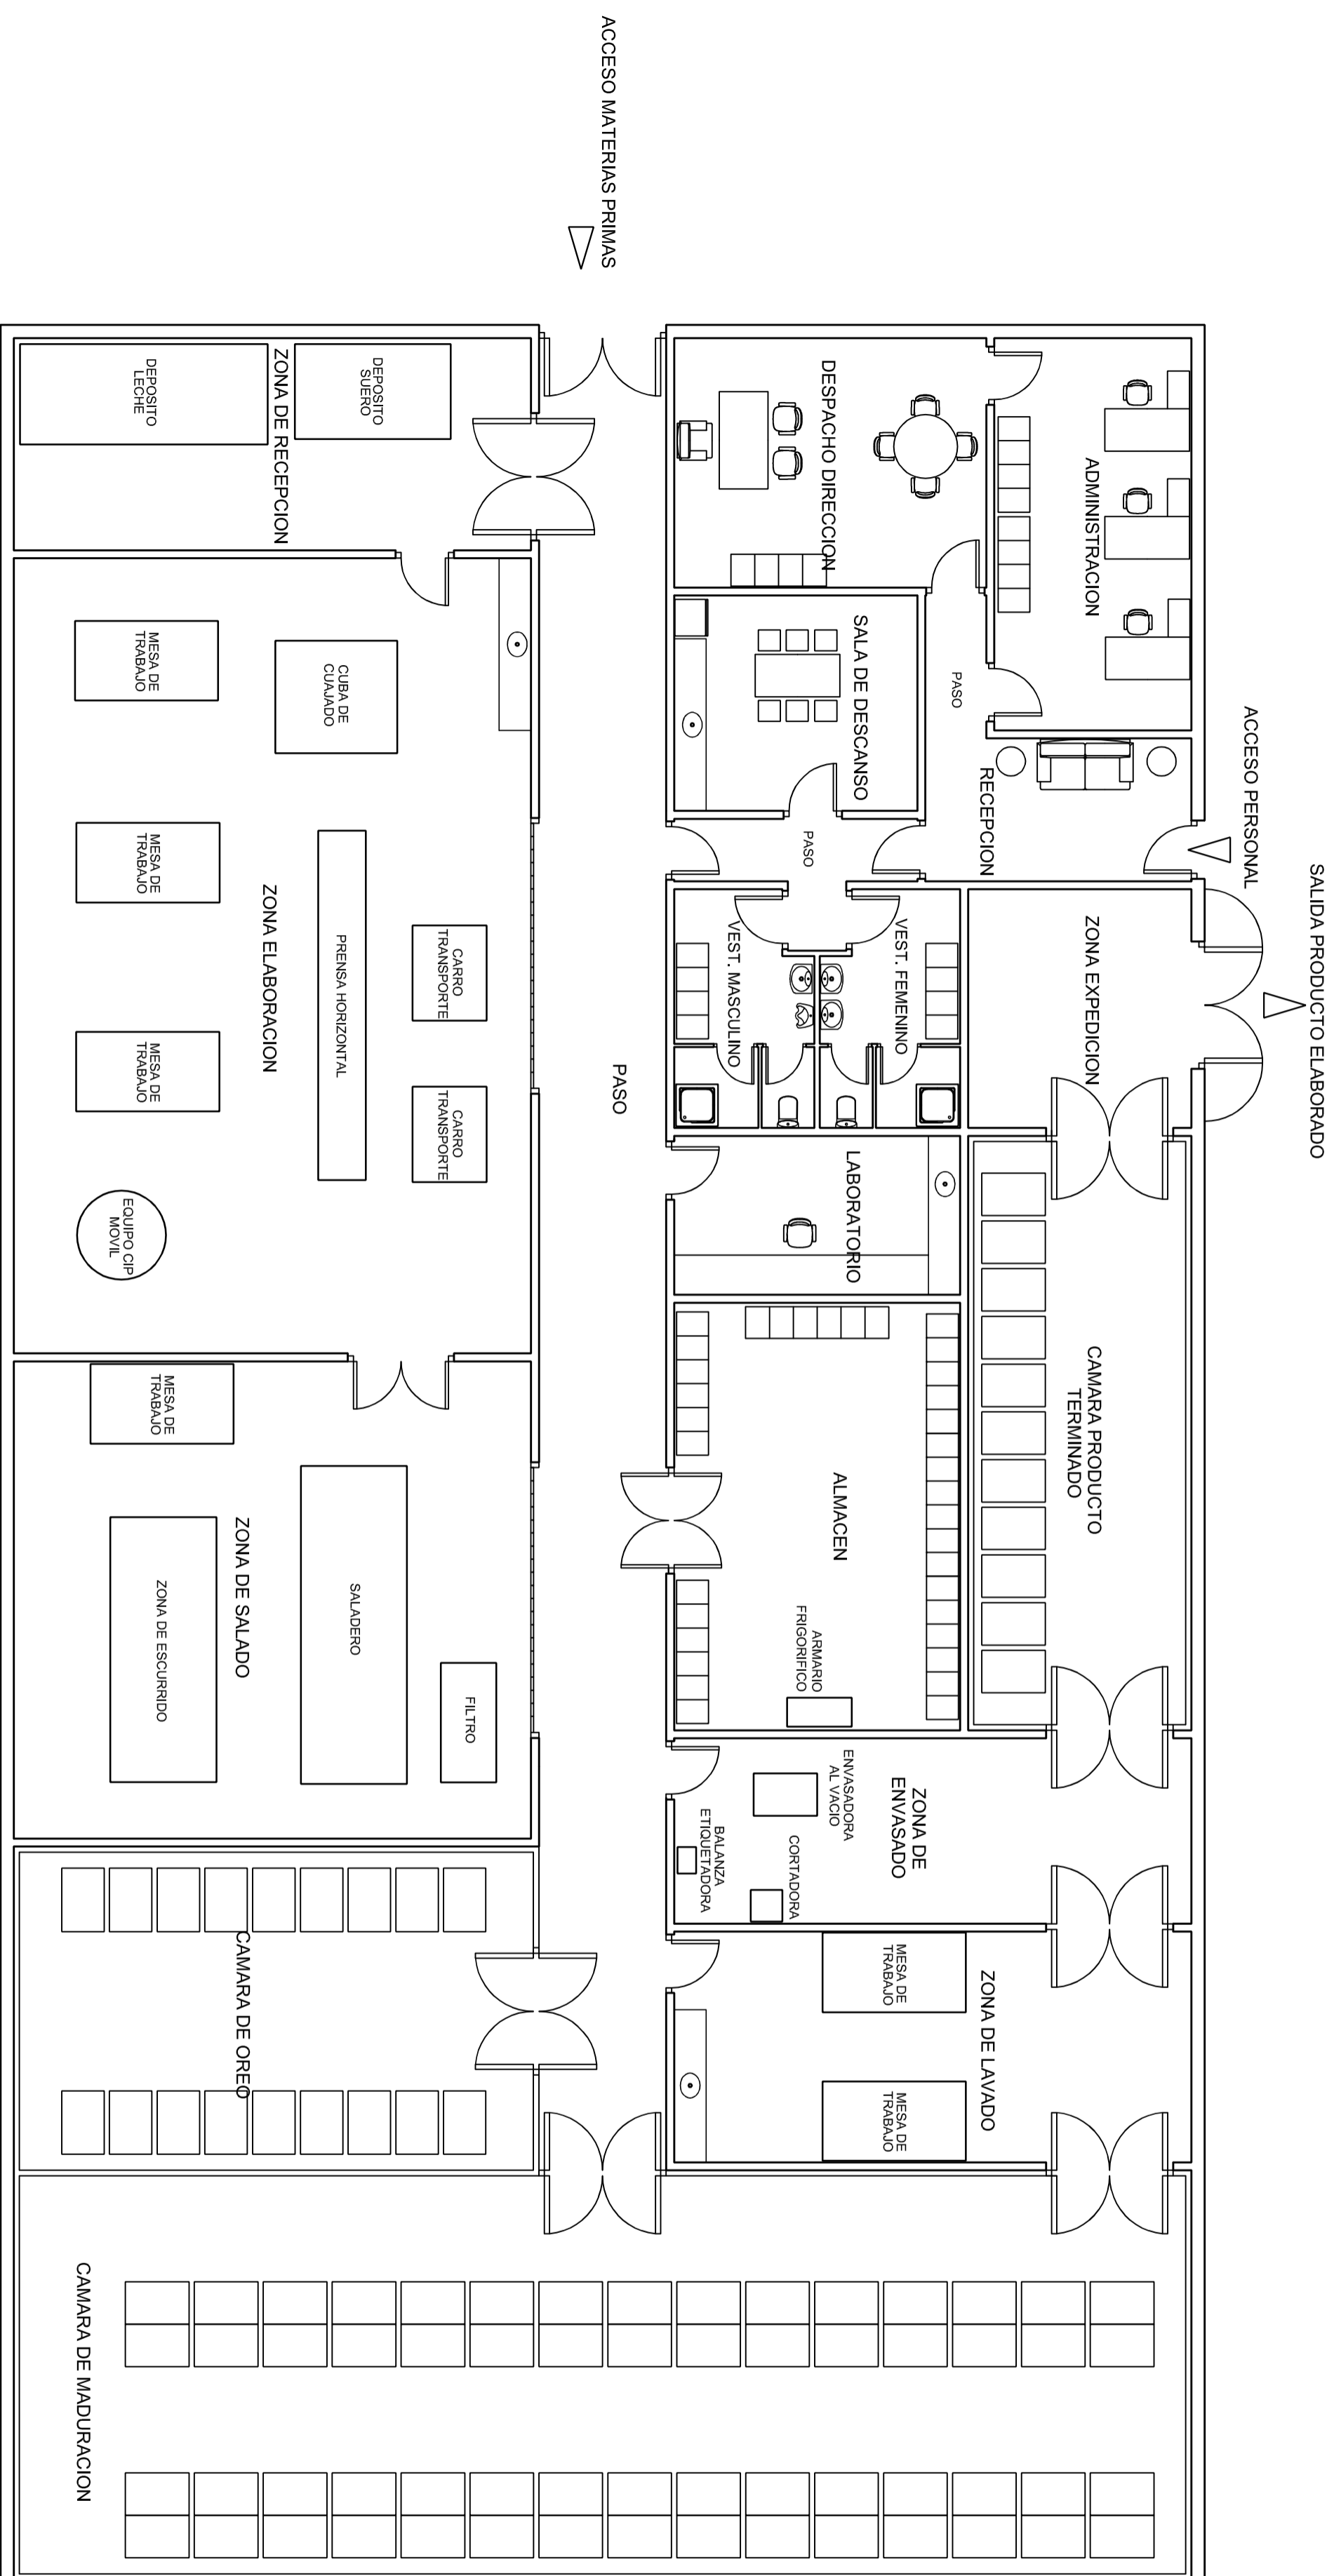 ACCESO MATERIAS PRIMAS
SALIDA PRODUCTO ELABORADO
ACCESO PERSONAL
ADMINISTRACION
DESPACHO DIRECCION
PASO
RECEPCION
SALA DE DESCANSO
PASO
ZONA EXPEDICION
VEST. FEMENINO
VEST. MASCULINO
LABORATORIO
CAMARA PRODUCTO
TERMINADO
ALMACEN
ARMARIO
FRIGORIFICO
ZONA DE
ENVASADO
ENVASADORA
AL VACIO
CORTADORA
BALANZA
ETIQUETADORA
ZONA DE LAVADO
MESA DE
TRABAJO
MESA DE
TRABAJO
PASO
DEPOSITO
SUERO
DEPOSITO
LECHE
ZONA DE RECEPCION
CUBA DE
CUAJADO
MESA DE
TRABAJO
MESA DE
TRABAJO
MESA DE
TRABAJO
CARRO
TRANSPORTE
CARRO
TRANSPORTE
PRENSA HORIZONTAL
ZONA ELABORACION
EQUIPO CIP
MOVIL
MESA DE
TRABAJO
FILTRO
SALADERO
ZONA DE SALADO
ZONA DE ESCURRIDO
CAMARA DE OREO
CAMARA DE MADURACION